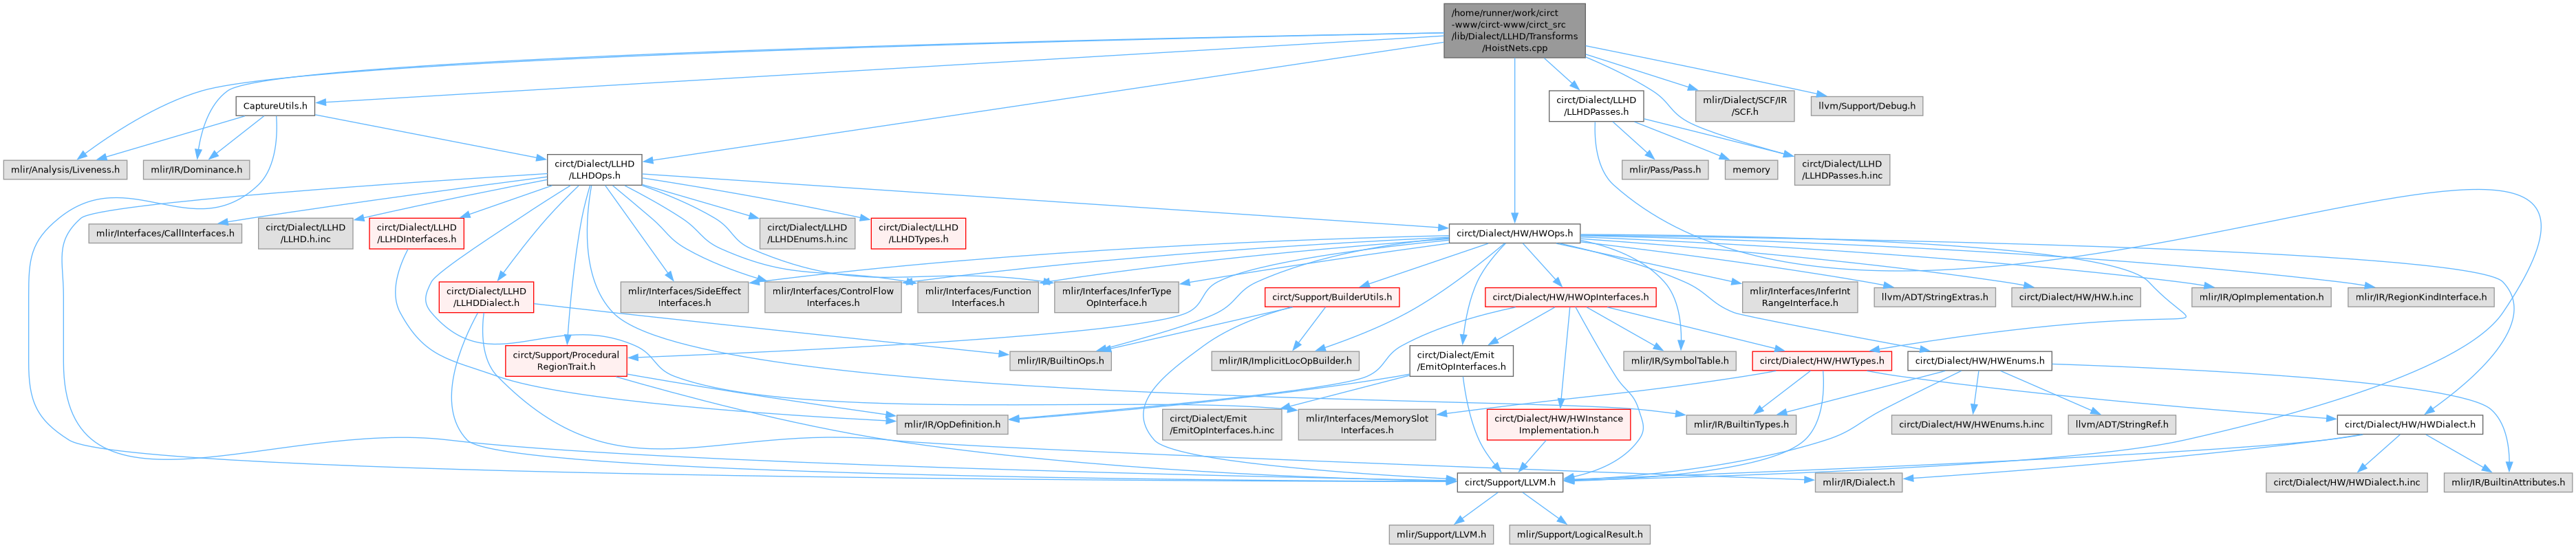 /home/runner/work/circt
-www/circt-www/circt_src
/lib/Dialect/LLHD/Transforms
/HoistNets.cpp
CaptureUtils.h
circt/Dialect/LLHD
/LLHDPasses.h
mlir/Dialect/SCF/IR
/SCF.h
llvm/Support/Debug.h
mlir/Analysis/Liveness.h
mlir/IR/Dominance.h
circt/Dialect/LLHD
/LLHDOps.h
mlir/Pass/Pass.h
memory
circt/Dialect/LLHD
/LLHDPasses.h.inc
mlir/Interfaces/CallInterfaces.h
circt/Dialect/LLHD
/LLHD.h.inc
circt/Dialect/LLHD
/LLHDInterfaces.h
circt/Dialect/LLHD
/LLHDEnums.h.inc
circt/Dialect/LLHD
/LLHDTypes.h
circt/Dialect/HW/HWOps.h
circt/Dialect/LLHD
/LLHDDialect.h
mlir/Interfaces/SideEffect
Interfaces.h
mlir/Interfaces/ControlFlow
Interfaces.h
mlir/Interfaces/Function
Interfaces.h
mlir/Interfaces/InferType
OpInterface.h
circt/Support/BuilderUtils.h
circt/Dialect/HW/HWOpInterfaces.h
mlir/Interfaces/InferInt
RangeInterface.h
llvm/ADT/StringExtras.h
circt/Dialect/HW/HW.h.inc
mlir/IR/OpImplementation.h
mlir/IR/RegionKindInterface.h
circt/Support/Procedural
RegionTrait.h
mlir/IR/BuiltinOps.h
mlir/IR/ImplicitLocOpBuilder.h
circt/Dialect/Emit
/EmitOpInterfaces.h
mlir/IR/SymbolTable.h
circt/Dialect/HW/HWTypes.h
circt/Dialect/HW/HWEnums.h
mlir/IR/OpDefinition.h
circt/Dialect/Emit
/EmitOpInterfaces.h.inc
mlir/Interfaces/MemorySlot
Interfaces.h
circt/Dialect/HW/HWInstance
Implementation.h
mlir/IR/BuiltinTypes.h
circt/Dialect/HW/HWEnums.h.inc
llvm/ADT/StringRef.h
circt/Dialect/HW/HWDialect.h
circt/Support/LLVM.h
mlir/IR/Dialect.h
circt/Dialect/HW/HWDialect.h.inc
mlir/IR/BuiltinAttributes.h
mlir/Support/LLVM.h
mlir/Support/LogicalResult.h